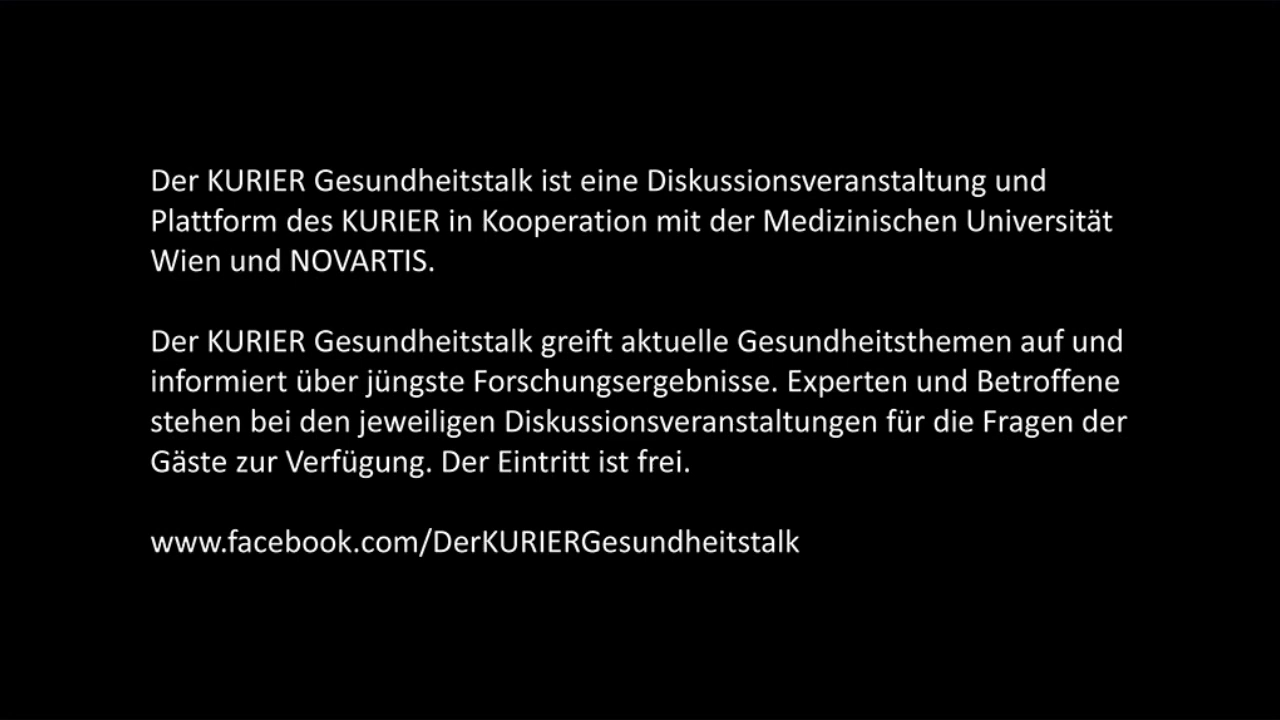 Der KURIER Gesundheitstalk ist eine Diskussionsveranstaltung und
Plattform des KURIER in Kooperation mit der Medizinischen Universität
Wien und NOVARTIS.
Der KURIER Gesundheitstalk greift aktuelle Gesundheitsthemen auf und
informiert über jüngste Forschungsergebnisse. Experten und Betroffene
stehen bei den jeweiligen Diskussionsveranstaltungen für die Fragen der
Gäste zur Verfügung. Der Eintritt ist frei.
www.facebook.com/DerKURIERGesundheitstalk